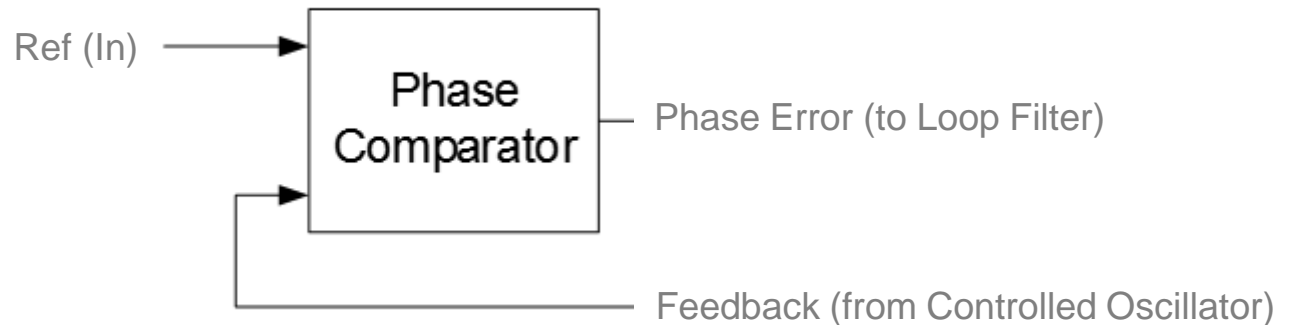 Ref (In)
Phase
Comparator
Phase Error (to Loop Filter)
Feedback (from Controlled Oscillator)